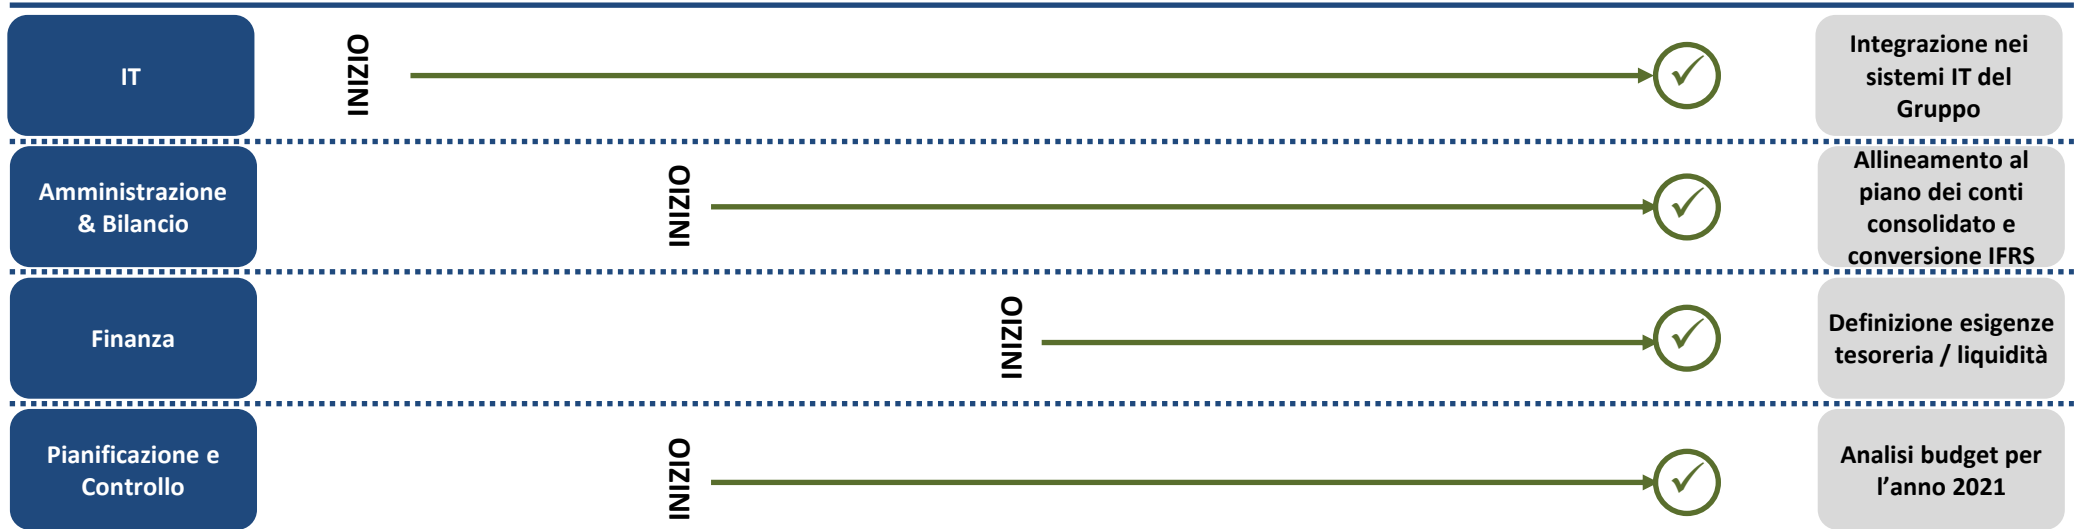 IT
INIZIO
Integrazione nei
sistemi IT del
Gruppo
Amministrazione
& Bilancio
INIZIO
Allineamento al
piano dei conti
consolidato e
conversione IFRS
Finanza
INIZIO
Definizione esigenze
tesoreria / liquidità
Pianificazione e
Controllo
INIZIO
Analisi budget per
l’anno 2021